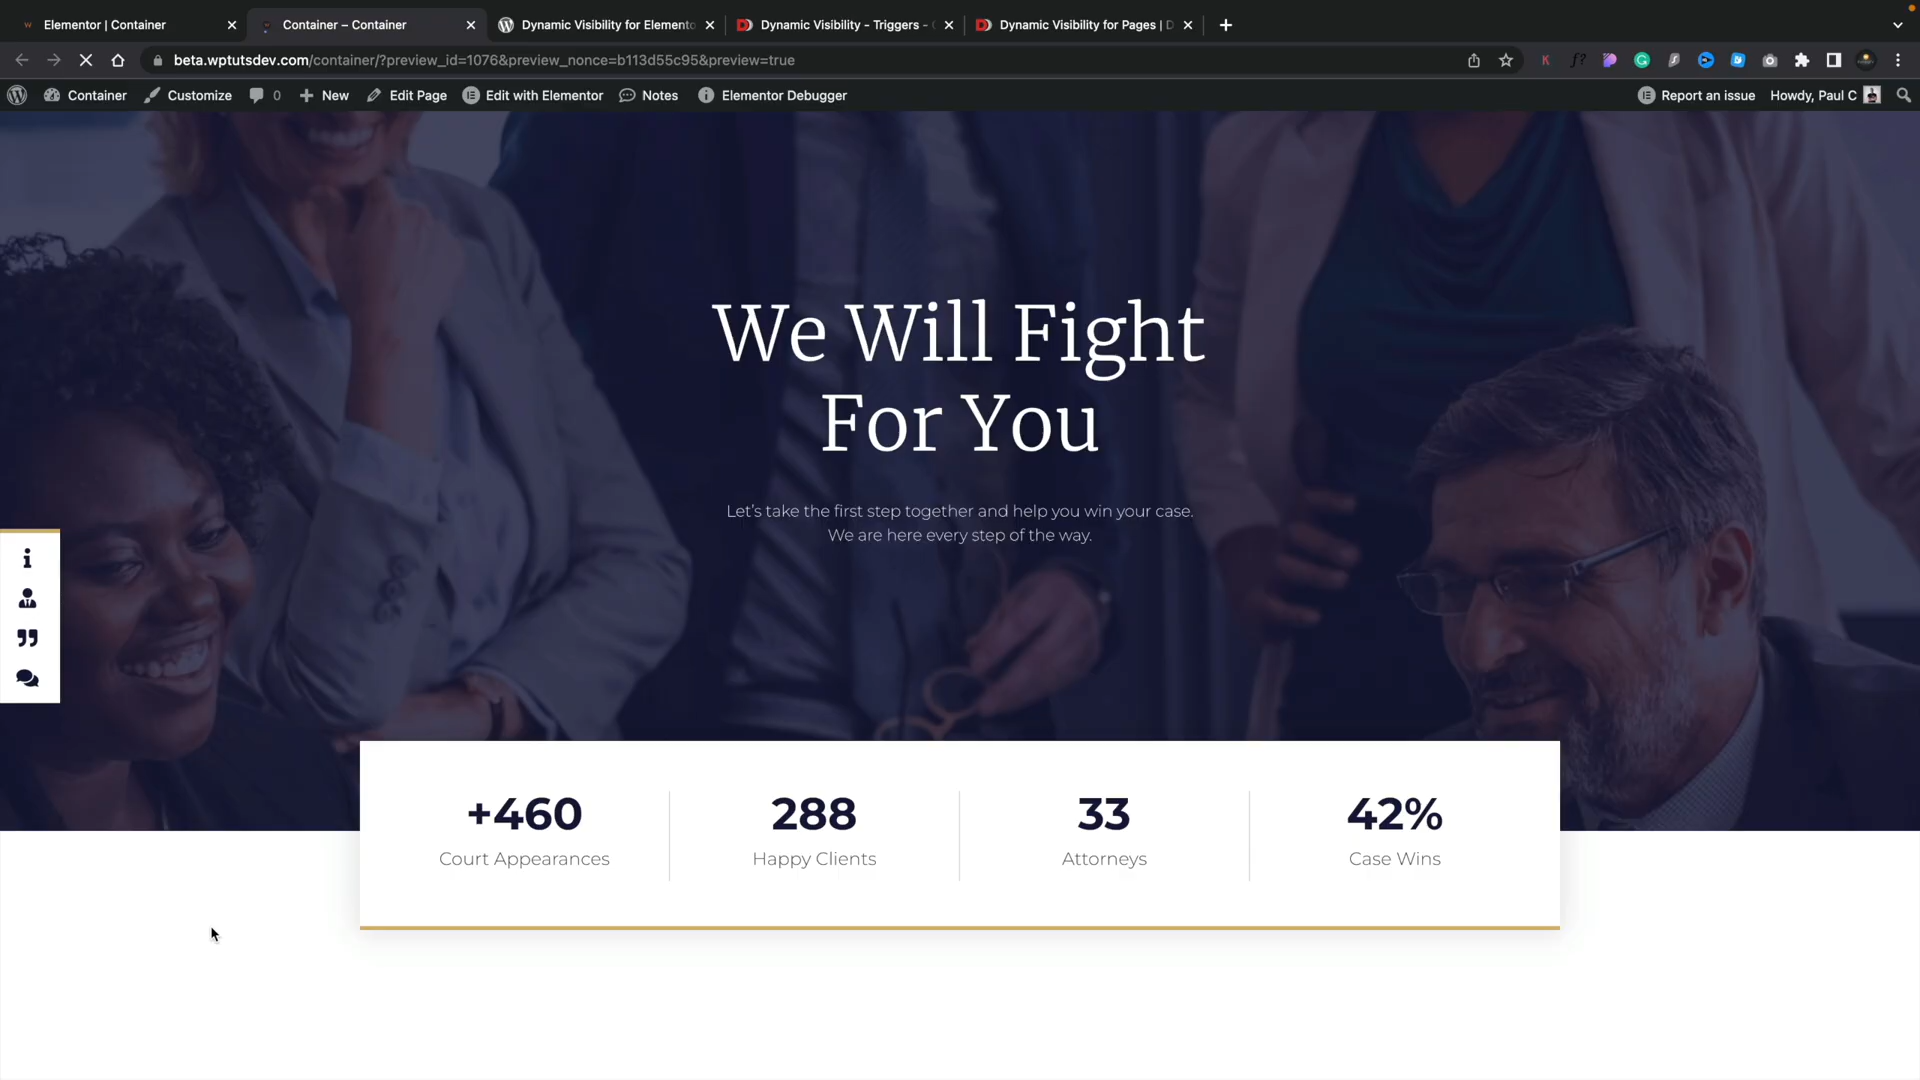 Elementor | Container
Container – Container
Dynamic Visibility for Elemento
Dynamic Visibility - Triggers -
Dynamic Visibility for Pages | D
beta.wptutsdev.com/container/?preview_id=1076&preview_nonce=b113d55c95&preview=true
Container
Customize
0
New
Edit Page
Edit with Elementor
Notes
Elementor Debugger
Report an issue
Howdy, Paul C
We Will Fight
For You
Let's take the first step together and help you win your case.
We are here every step of the way.
+460
Court Appearances
288
Happy Clients
33
Attorneys
42%
Case Wins